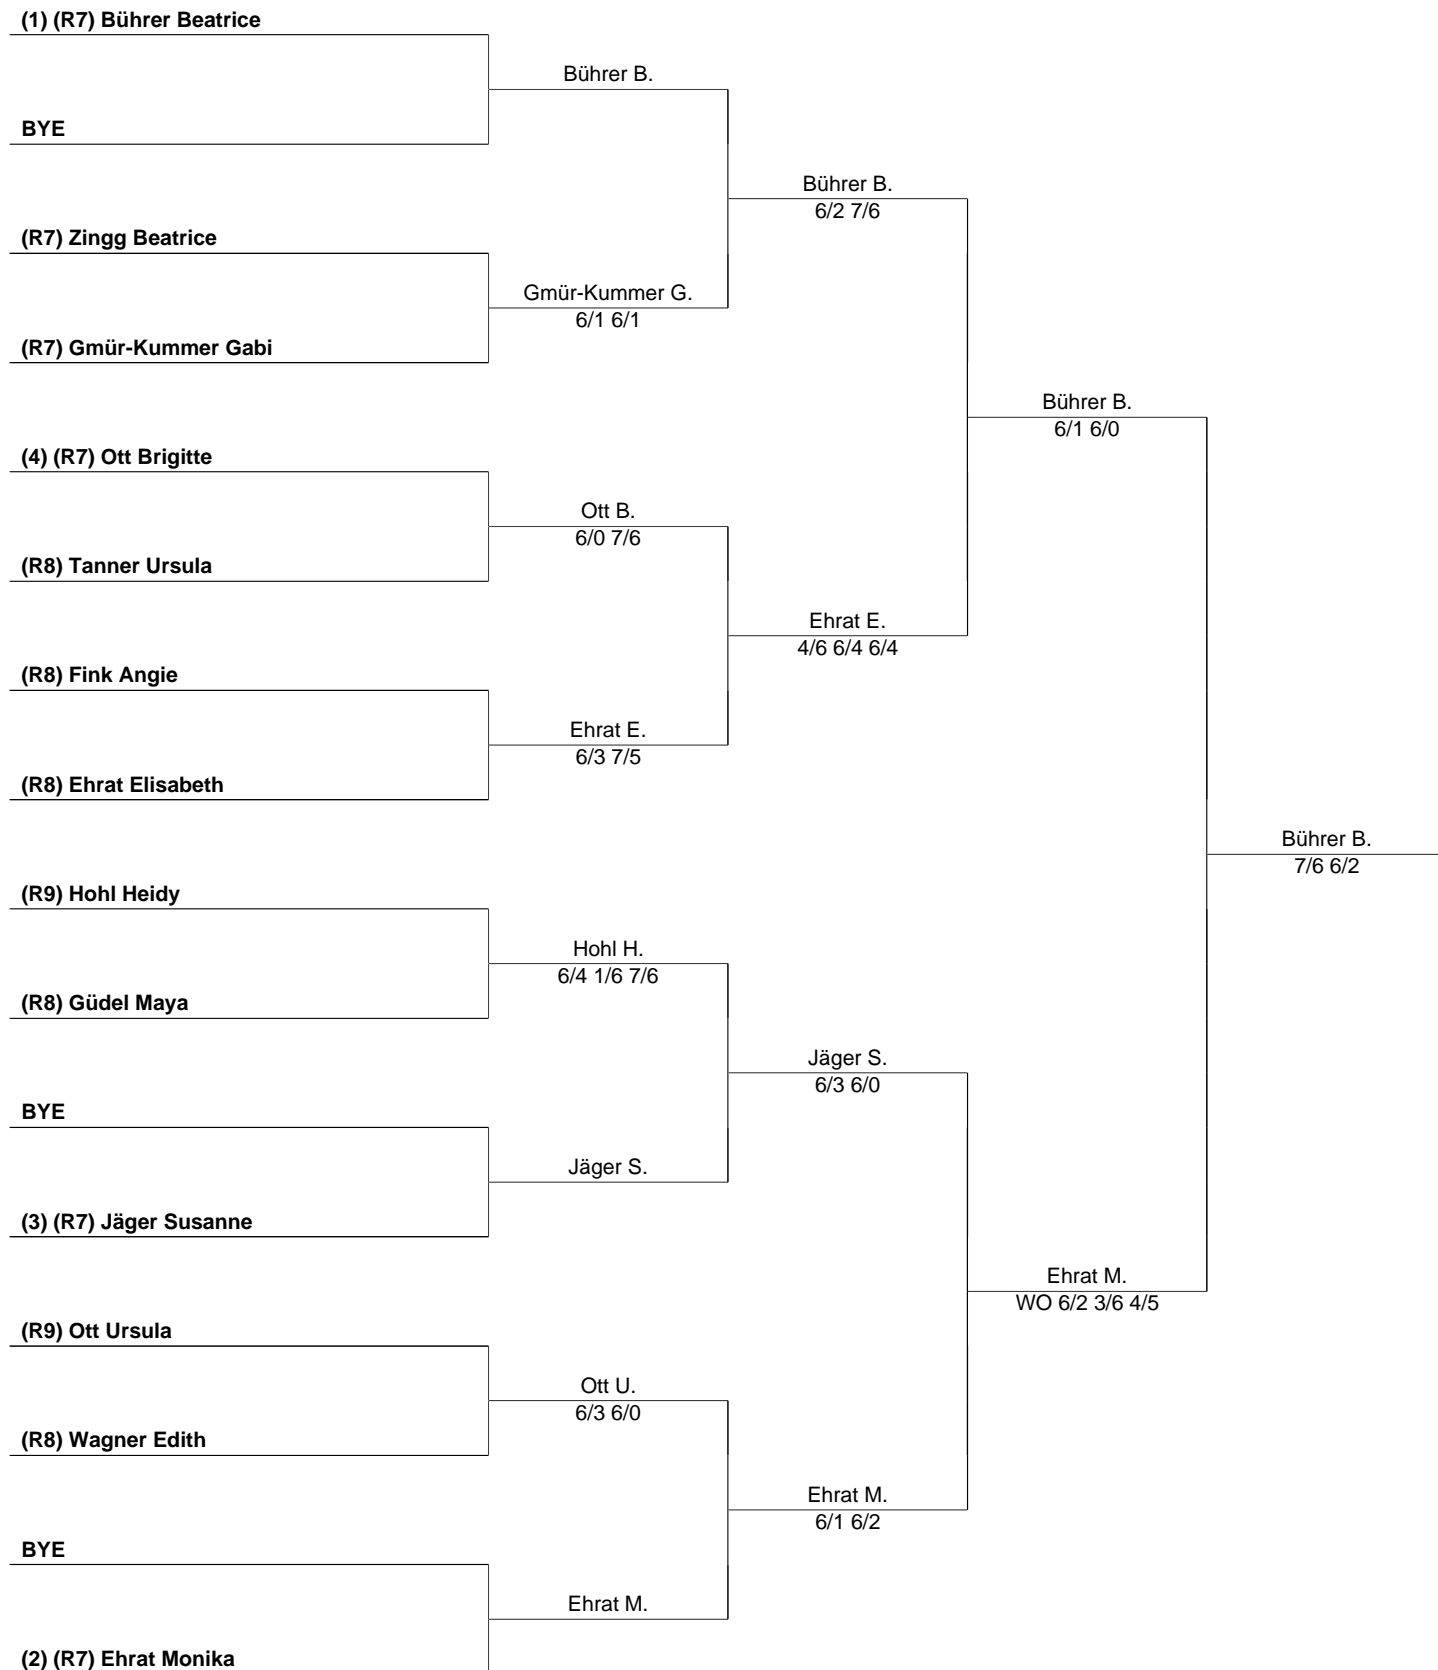 (1) (R7) Bührer Beatrice
Bührer B.
BYE
Bührer B.
6/2 7/6
(R7) Zingg Beatrice
Gmür-Kummer G.
6/1 6/1
(R7) Gmür-Kummer Gabi
Bührer B.
6/1 6/0
(4) (R7) Ott Brigitte
Ott B.
6/0 7/6
(R8) Tanner Ursula
Ehrat E.
4/6 6/4 6/4
(R8) Fink Angie
Ehrat E.
6/3 7/5
(R8) Ehrat Elisabeth
Bührer B.
7/6 6/2
(R9) Hohl Heidy
Hohl H.
6/4 1/6 7/6
(R8) Güdel Maya
Jäger S.
6/3 6/0
BYE
Jäger S.
(3) (R7) Jäger Susanne
Ehrat M.
WO 6/2 3/6 4/5
(R9) Ott Ursula
Ott U.
6/3 6/0
(R8) Wagner Edith
Ehrat M.
6/1 6/2
BYE
Ehrat M.
(2) (R7) Ehrat Monika